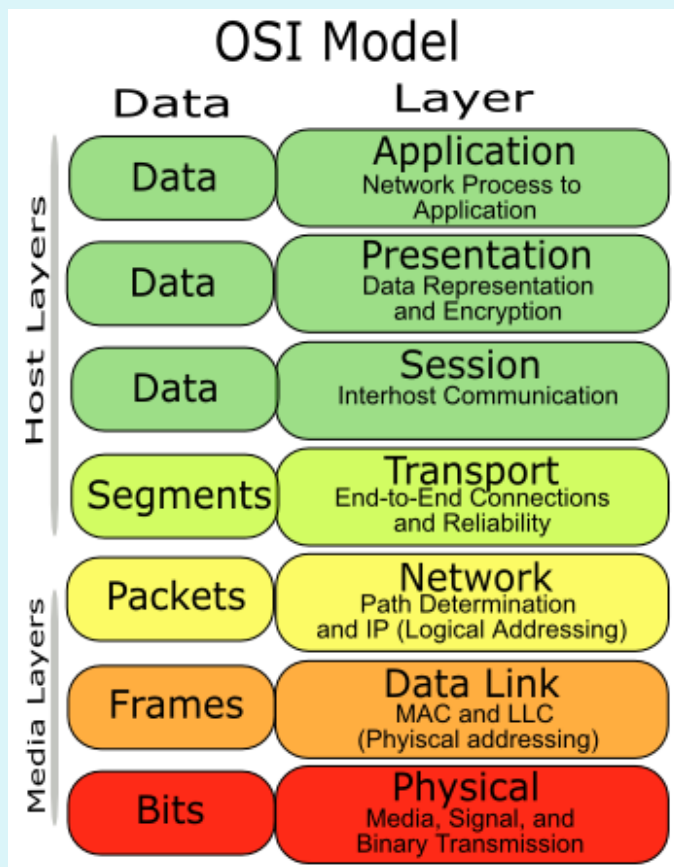 OSI Model
Data Layer
Host Layers
Data
Application
Network Process to
Application
Data
Presentation
Data Representation
and Encryption
Data
Session
Interhost Communication
Segments
Transport
End-to-End Connections
and Reliability
Media Layers
Packets
Network
Path Determination
and IP (Logical Addressing)
Frames
Data Link
MAC and LLC
(Phyiscal addressing)
Bits
Physical
Media, Signal, and
Binary Transmission